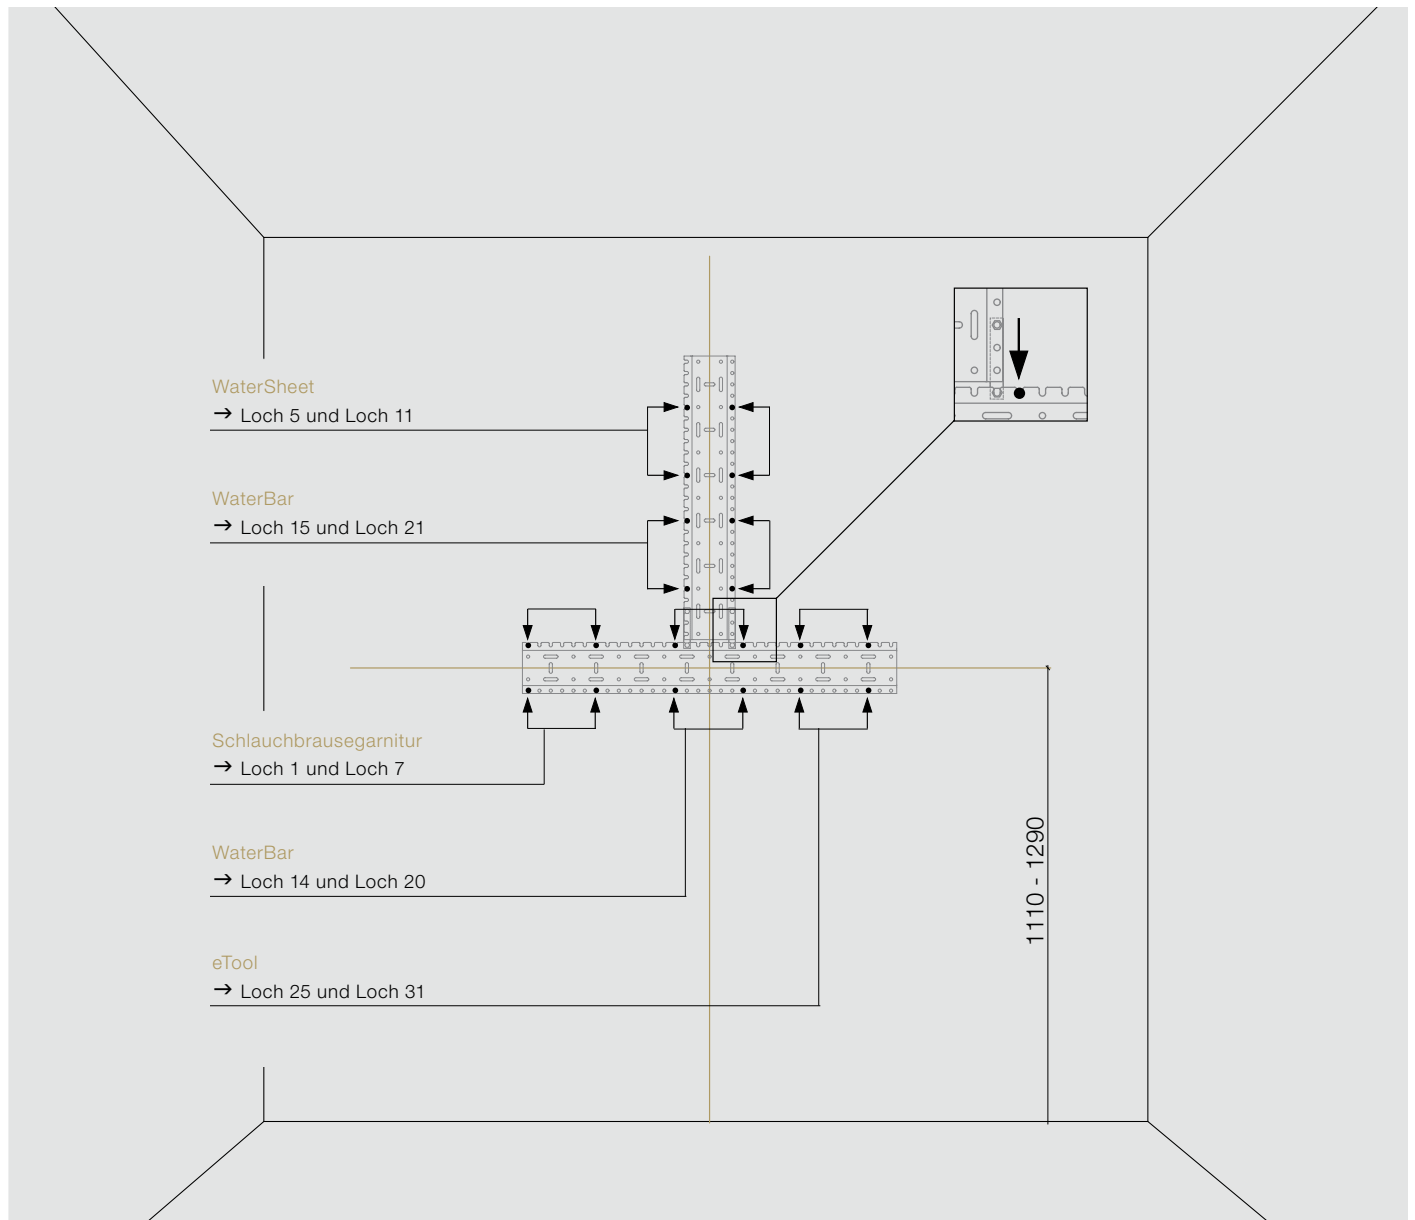 WaterSheet
→ Loch 5 und Loch 11
WaterBar
→ Loch 15 und Loch 21
Schlauchbrausegarnitur
→ Loch 1 und Loch 7
WaterBar
→ Loch 14 und Loch 20
eTool
→ Loch 25 und Loch 31
1110 - 1290